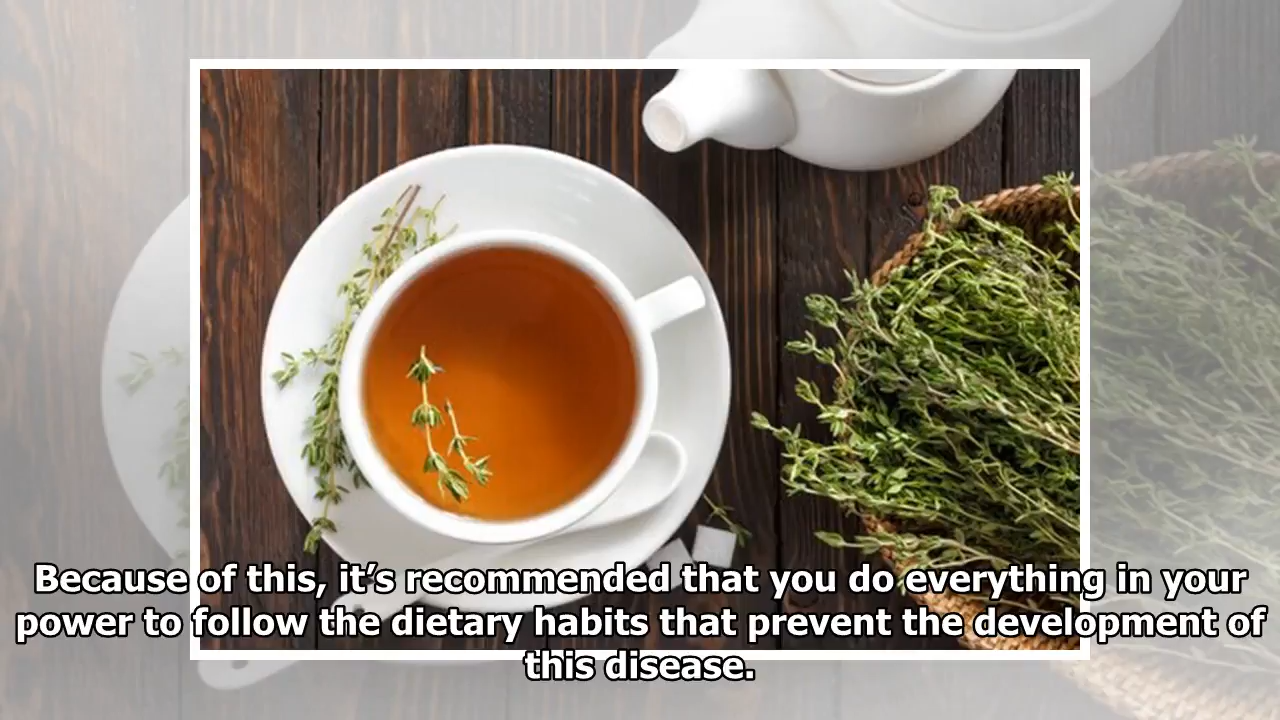 Because of this, it’s recommended that you do everything in your
power to follow the dietary habits that prevent the development of
this disease.